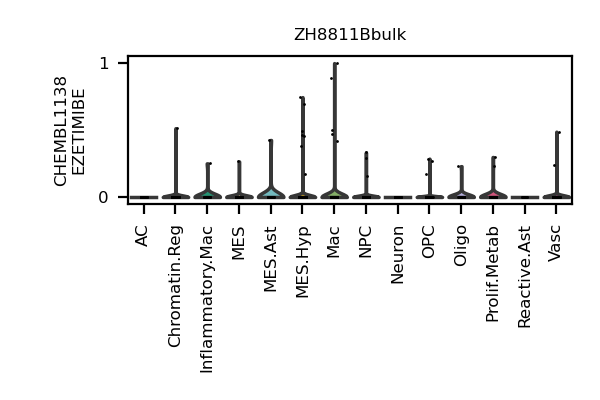 ZH8811Bbulk
CHEMBL1138
EZETIMIBE
1
0
AC
Chromatin.Reg
Inflammatory.Mac
MES
MES.Ast
MES.Hyp
Mac
NPC
Neuron
OPC
Oligo
Prolif.Metab
Reactive.Ast
Vasc